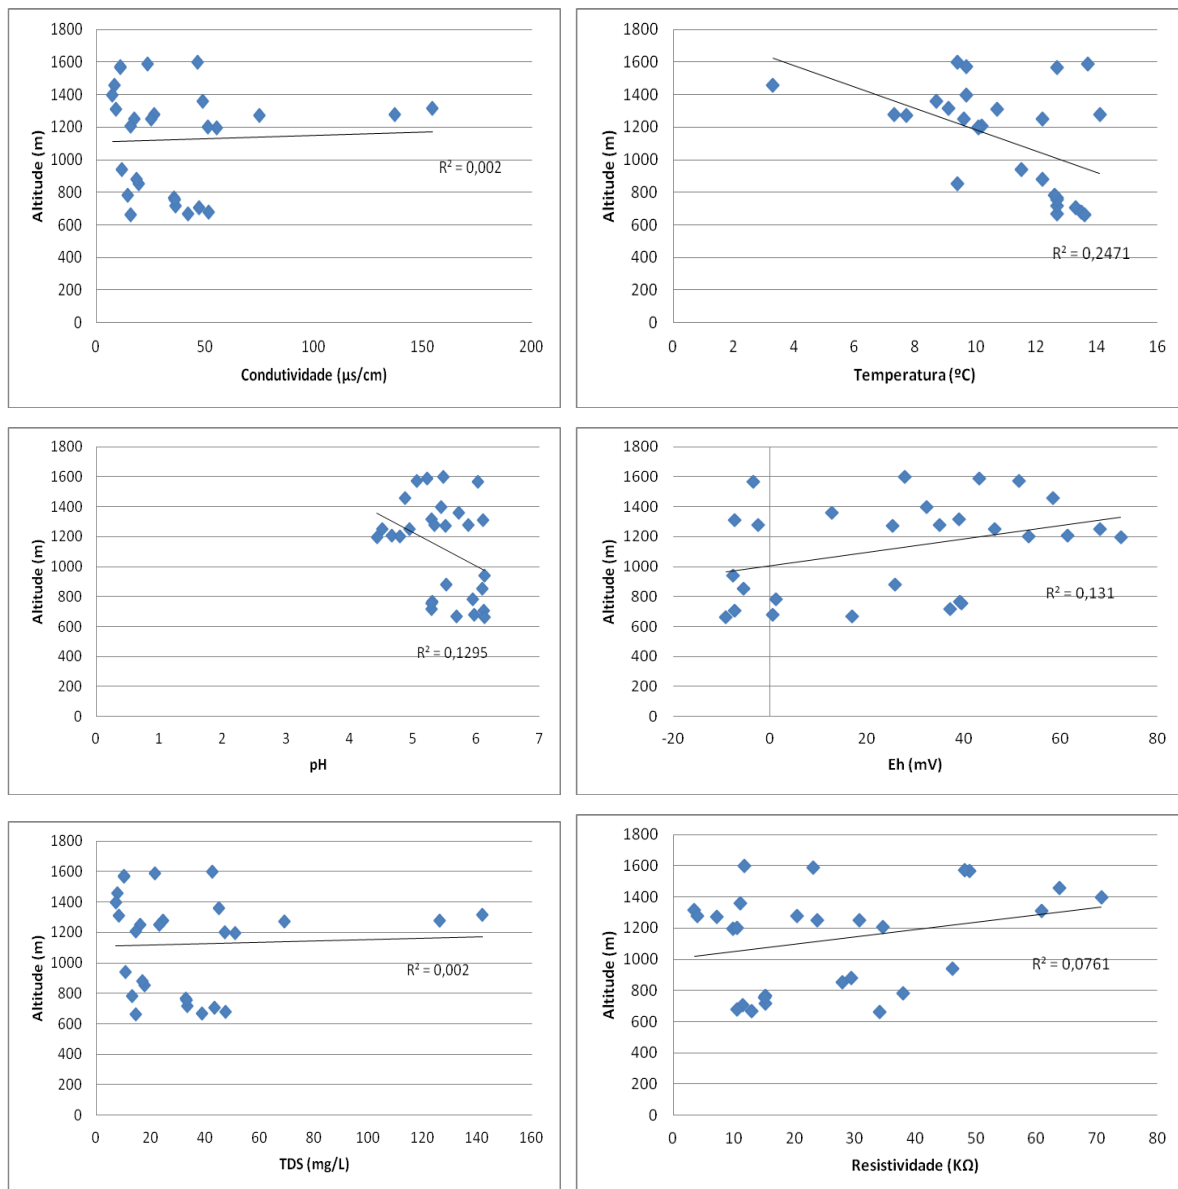 1800
1600
1400
1200
1000
800
600
400
200
0
Altitude (m)
R² = 0,002
0 50 100 150 200
Condutividade (µs/cm)
1800
1600
1400
1200
1000
800
600
400
200
0
Altitude (m)
R² = 0,2471
0 2 4 6 8 10 12 14 16
Temperatura (ºC)
1800
1600
1400
1200
1000
800
600
400
200
0
Altitude (m)
R² = 0,1295
0 1 2 3 4 5 6 7
pH
1800
1600
1400
1200
1000
800
600
400
200
0
Altitude (m)
R² = 0,131
-20 0 20 40 60 80
Eh (mV)
1800
1600
1400
1200
1000
800
600
400
200
0
Altitude (m)
R² = 0,002
0 20 40 60 80 100 120 140 160
TDS (mg/L)
1800
1600
1400
1200
1000
800
600
400
200
0
Altitude (m)
R² = 0,0761
0 10 20 30 40 50 60 70 80
Resistividade (KΩ)